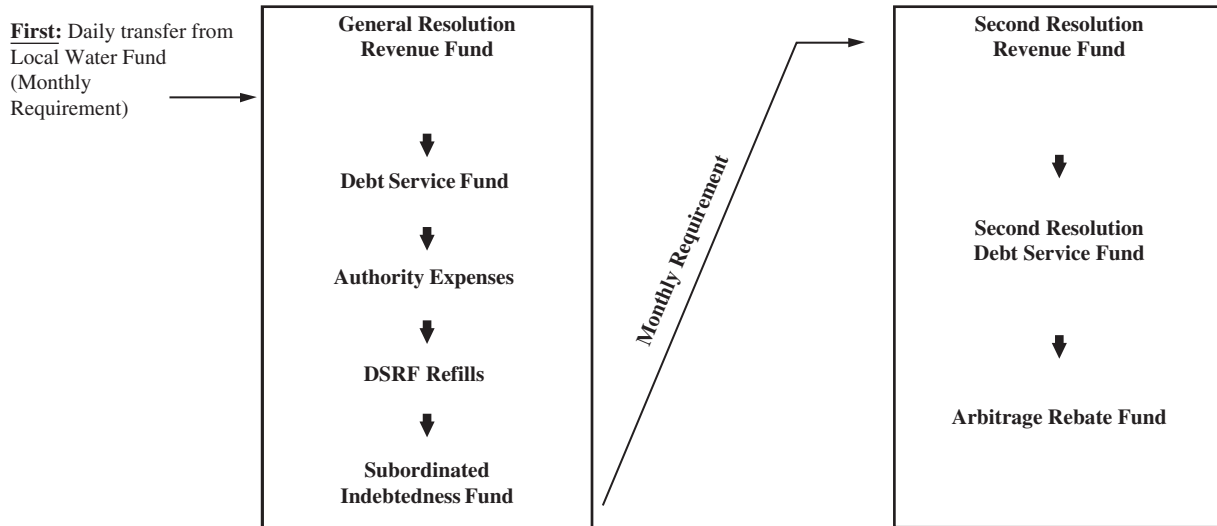 First: Daily transfer from
Local Water Fund
(Monthly
Requirement)
General Resolution
Revenue Fund
Debt Service Fund
Authority Expenses
DSRF Refills
Subordinated
Indebtedness Fund
Monthly Requirement
Second Resolution
Revenue Fund
Second Resolution
Debt Service Fund
Arbitrage Rebate Fund